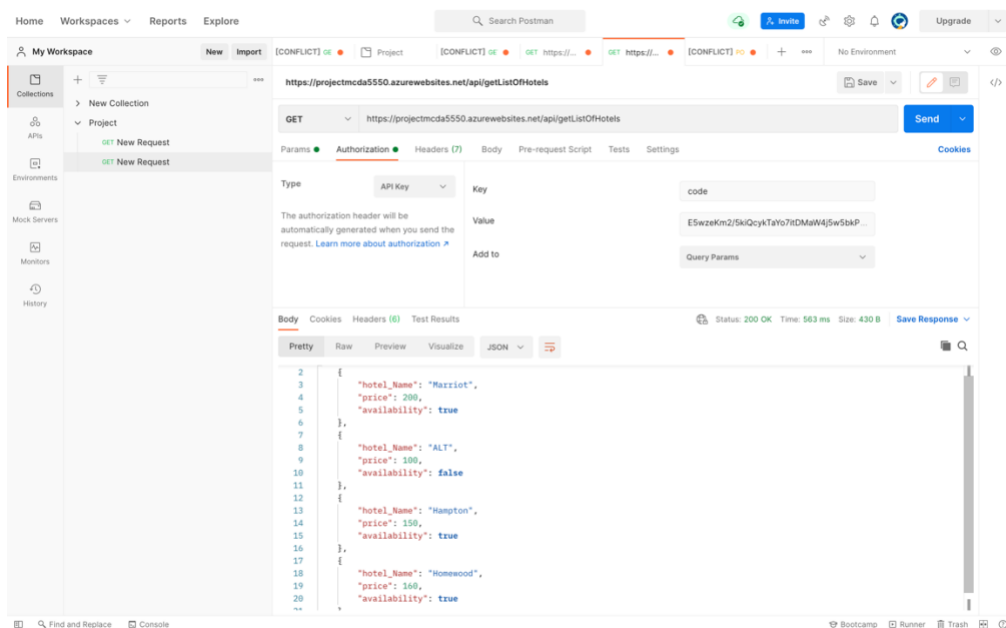 Home Workspaces Reports Explore Search Postman Invite Upgrade
My Workspace New Import [CONFLICT] GE Project [CONFLICT] GE GET https://... GET https://... [CONFLICT] PO No Environment
Collections
APIs
Environments
Mock Servers
Monitors
History
New Collection
Project
GET New Request
GET New Request
https://projectmcda5550.azurewebsites.net/api/getListOfHotels Save
GET https://projectmcda5550.azurewebsites.net/api/getListOfHotels Send
Params Authorization Headers (7) Body Pre-request Script Tests Settings Cookies
Type API Key
The authorization header will be
automatically generated when you send the
request. Learn more about authorization ↗
Key code
Value E5wzeKm2/5kiQcykTaYo7itDMaW4j5w5bkP...
Add to Query Params
Body Cookies Headers (6) Test Results Status: 200 OK Time: 563 ms Size: 430 B Save Response
Pretty Raw Preview Visualize JSON
2 {
3 "hotel_Name": "Marriot",
4 "price": 200,
5 "availability": true
6 },
7 {
8 "hotel_Name": "ALT",
9 "price": 100,
10 "availability": false
11 },
12 {
13 "hotel_Name": "Hampton",
14 "price": 150,
15 "availability": true
16 },
17 {
18 "hotel_Name": "Homewood",
19 "price": 160,
20 "availability": true
Find and Replace Console Bootcamp Runner Trash